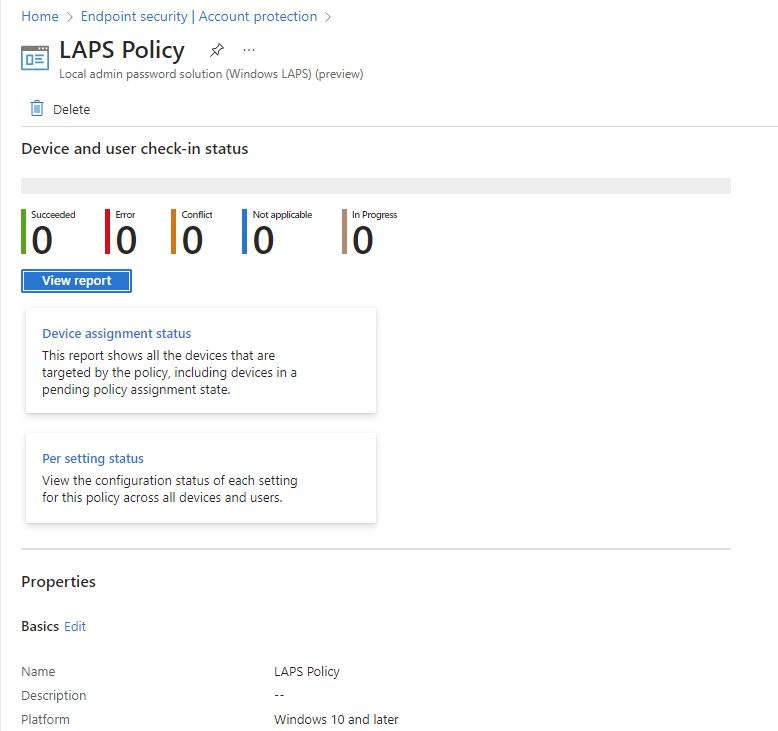 Home > Endpoint security | Account protection >
LAPS Policy ...
Local admin password solution (Windows LAPS) (preview)
Delete
Device and user check-in status
Succeeded Error Conflict Not applicable In Progress
0 0 0 0 0
View report
Device assignment status
This report shows all the devices that are
targeted by the policy, including devices in a
pending policy assignment state.
Per setting status
View the configuration status of each setting
for this policy across all devices and users.
Properties
Basics Edit
Name LAPS Policy
Description --
Platform Windows 10 and later